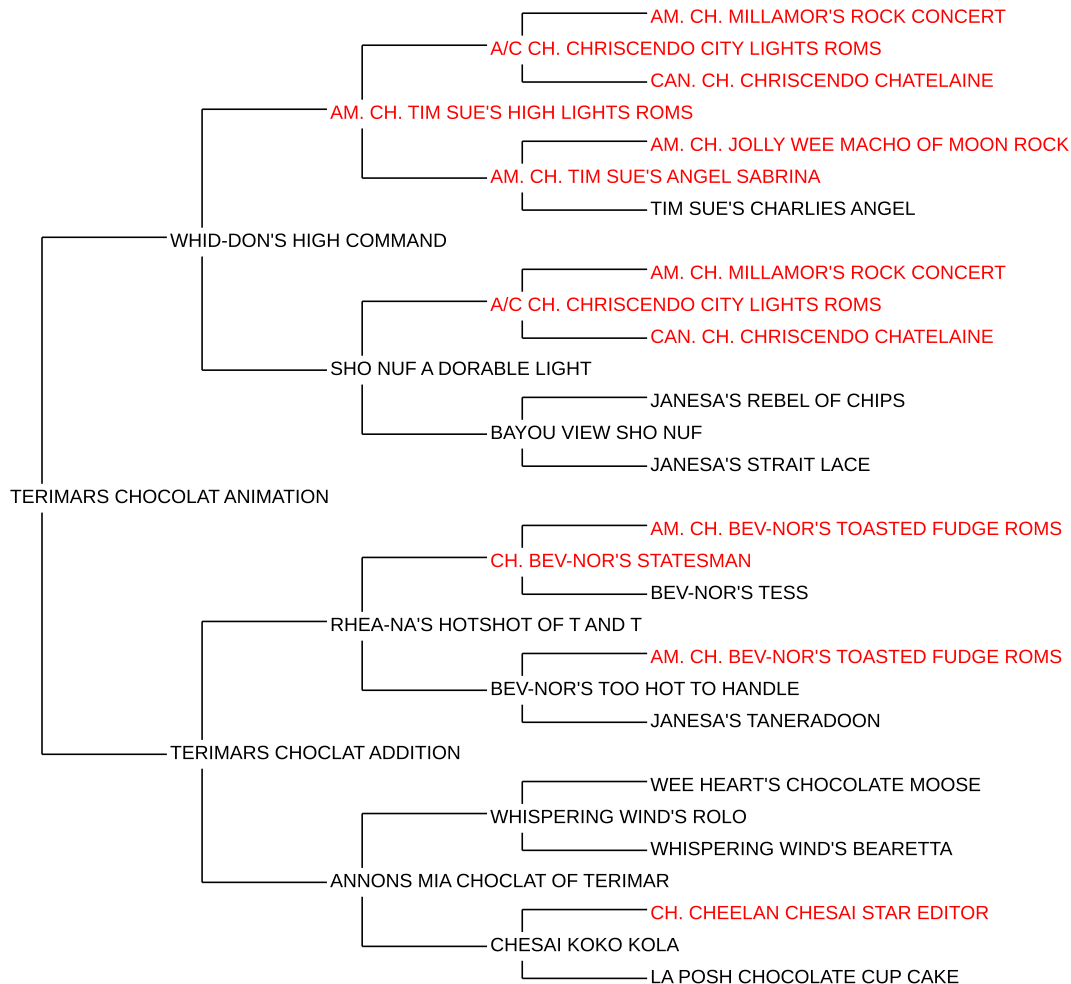 AM. CH. MILLAMOR'S ROCK CONCERT
A/C CH. CHRISCENDO CITY LIGHTS ROMS
CAN. CH. CHRISCENDO CHATELAINE
AM. CH. TIM SUE'S HIGH LIGHTS ROMS
AM. CH. JOLLY WEE MACHO OF MOON ROCK
AM. CH. TIM SUE'S ANGEL SABRINA
TIM SUE'S CHARLIES ANGEL
WHID-DON'S HIGH COMMAND
AM. CH. MILLAMOR'S ROCK CONCERT
A/C CH. CHRISCENDO CITY LIGHTS ROMS
CAN. CH. CHRISCENDO CHATELAINE
SHO NUF A DORABLE LIGHT
JANESA'S REBEL OF CHIPS
BAYOU VIEW SHO NUF
JANESA'S STRAIT LACE
TERIMARS CHOCOLAT ANIMATION
AM. CH. BEV-NOR'S TOASTED FUDGE ROMS
CH. BEV-NOR'S STATESMAN
BEV-NOR'S TESS
RHEA-NA'S HOTSHOT OF T AND T
AM. CH. BEV-NOR'S TOASTED FUDGE ROMS
BEV-NOR'S TOO HOT TO HANDLE
JANESA'S TANERADOON
TERIMARS CHOCLAT ADDITION
WEE HEART'S CHOCOLATE MOOSE
WHISPERING WIND'S ROLO
WHISPERING WIND'S BEARETTA
ANNONS MIA CHOCLAT OF TERIMAR
CH. CHEELAN CHESAI STAR EDITOR
CHESAI KOKO KOLA
LA POSH CHOCOLATE CUP CAKE